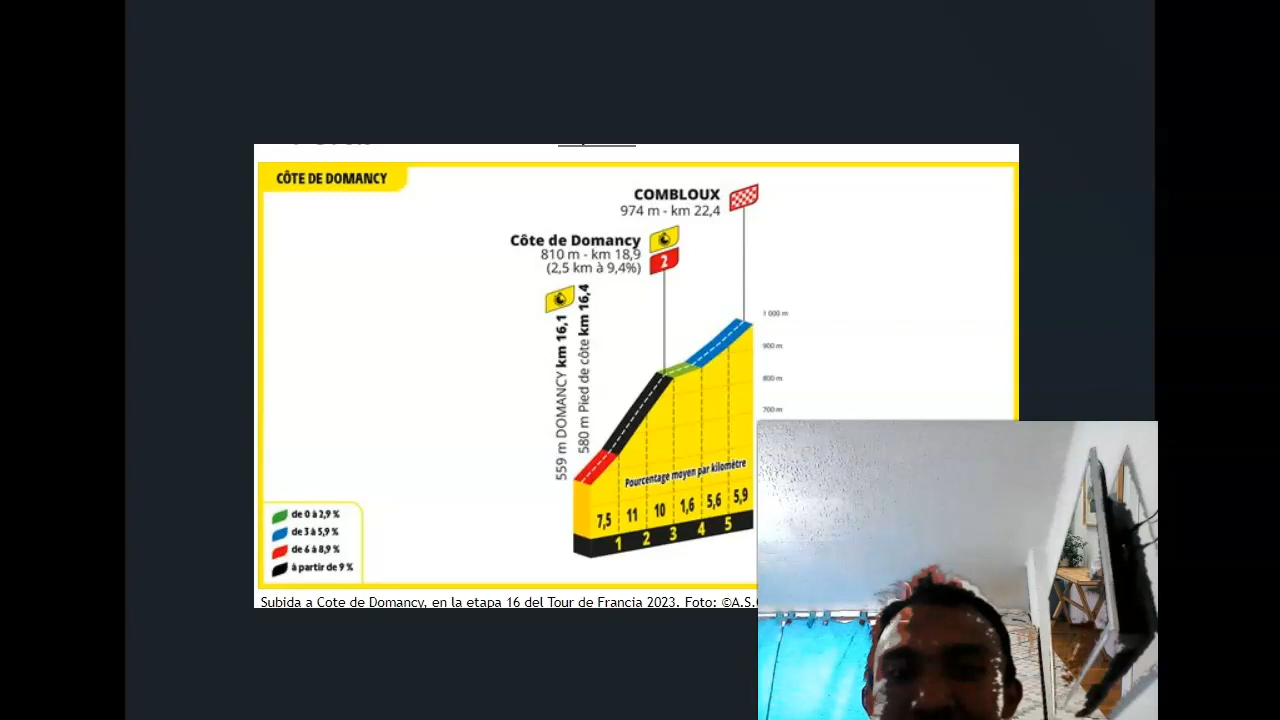 CÔTE DE DOMANCY
COMBLOUX
974 m - km 22,4
Côte de Domancy
810 m - km 18,9
(2,5 km à 9,4%)
2
559 m DOMANCY km 16,1
580 m Pied de côte km 16,4
1 000 m
900 m
800 m
700 m
Pourcentage moyen par kilomètre
7,5 11 10 1,6 5,6 5,9
1 2 3 4 5
de 0 à 2,9 %
de 3 à 5,9 %
de 6 à 8,9 %
à partir de 9 %
Subida a Cote de Domancy, en la etapa 16 del Tour de Francia 2023. Foto: ©A.S.